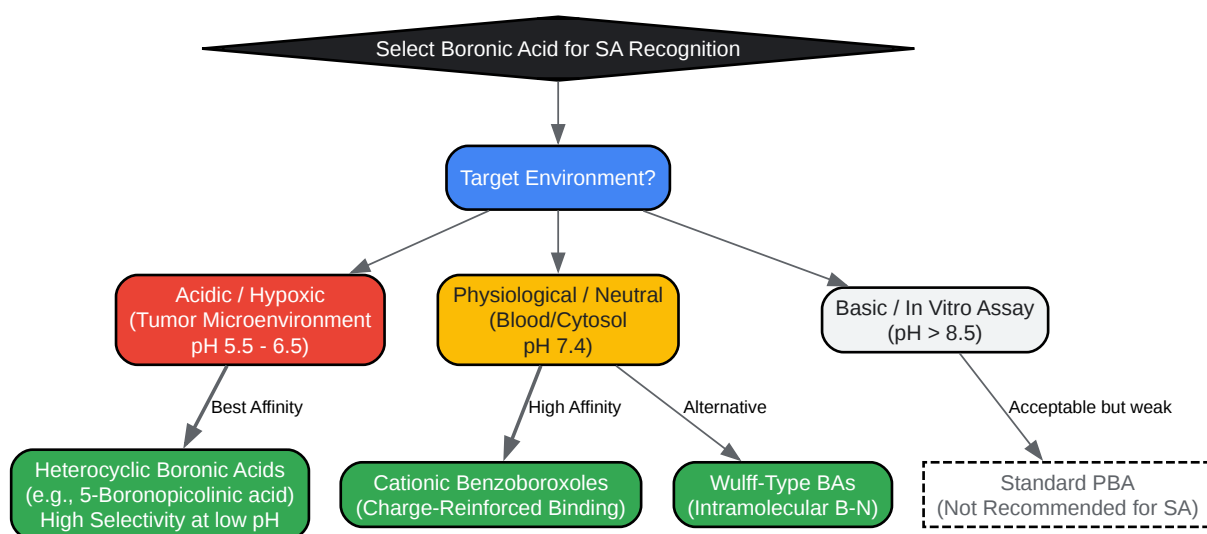 Select Boronic Acid for SA Recognition
Target Environment?
Acidic / Hypoxic
(Tumor Microenvironment
pH 5.5 - 6.5)
Physiological / Neutral
(Blood/Cytosol
pH 7.4)
Basic / In Vitro Assay
(pH > 8.5)
Best Affinity
High Affinity
Alternative
Acceptable but weak
Heterocyclic Boronic Acids
(e.g., 5-Boronopicolinic acid)
High Selectivity at low pH
Cationic Benzoboroxoles
(Charge-Reinforced Binding)
Wulff-Type BAs
(Intramolecular B-N)
Standard PBA
(Not Recommended for SA)